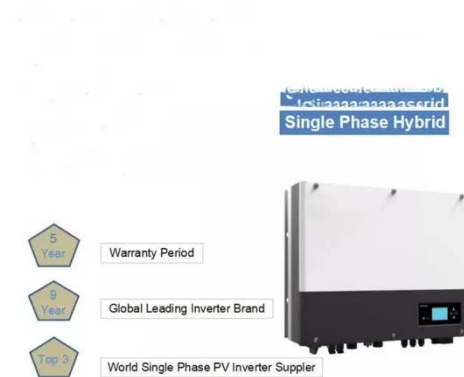 Single Phase Hybrid
5
Year
Warranty Period
9
Year
Global Leading Inverter Brand
Top 3
World Single Phase PV Inverter Suppler